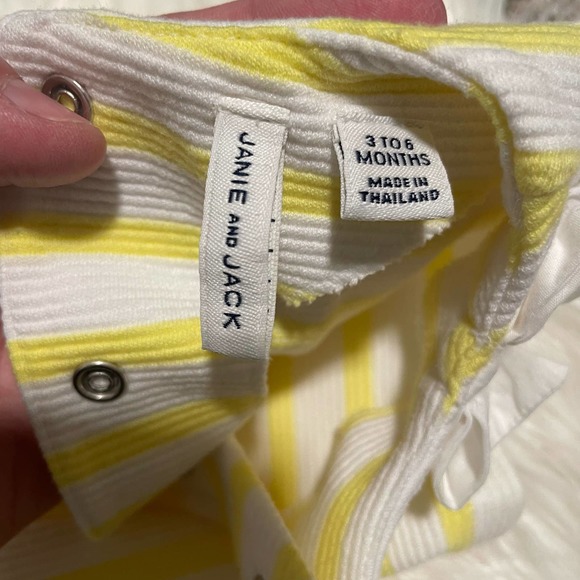 JANIE AND JACK
3 TO 6
MONTHS
MADE IN
THAILAND